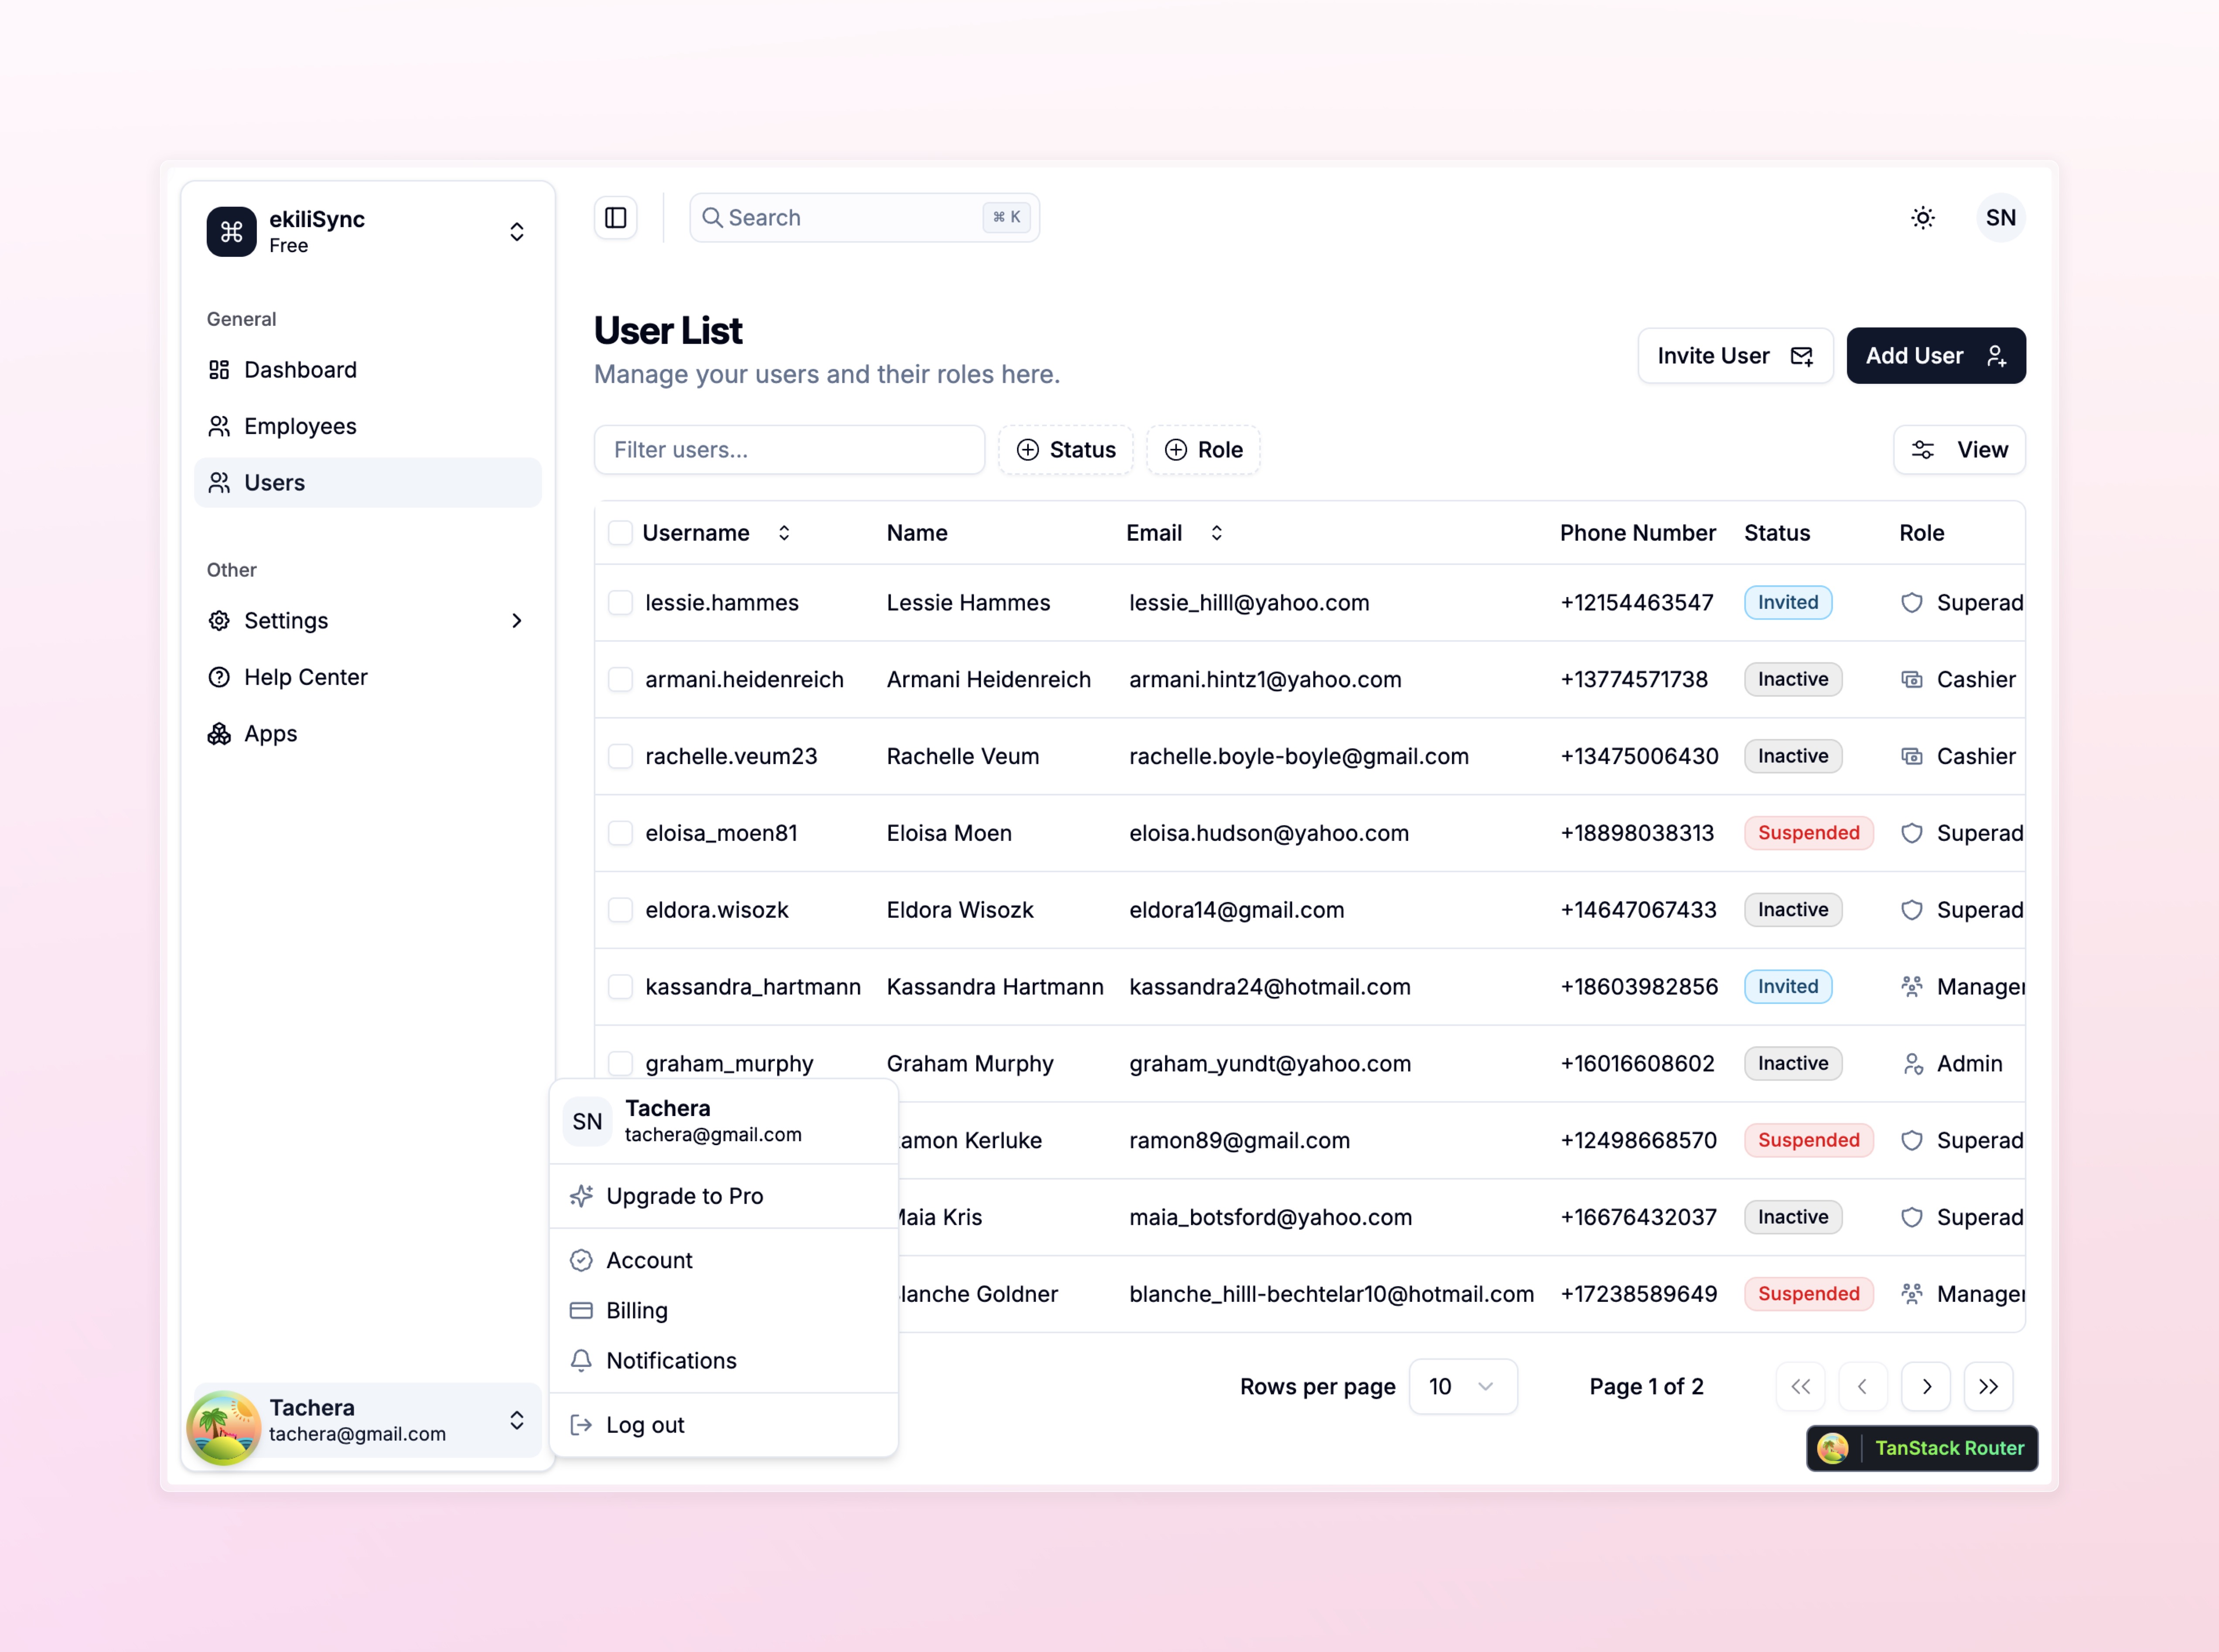 ekiliSync
Free
General
Dashboard
Employees
Users
Other
Settings
Help Center
Apps
Tachera
tachera@gmail.com
Search
⌘ K
SN
User List
Manage your users and their roles here.
Invite User
Add User
Filter users...
Status
Role
View
Username Name Email Phone Number Status Role
lessie.hammes Lessie Hammes lessie_hilll@yahoo.com +12154463547 Invited Superad
armani.heidenreich Armani Heidenreich armani.hintz1@yahoo.com +13774571738 Inactive Cashier
rachelle.veum23 Rachelle Veum rachelle.boyle-boyle@gmail.com +13475006430 Inactive Cashier
eloisa_moen81 Eloisa Moen eloisa.hudson@yahoo.com +18898038313 Suspended Superad
eldora.wisozk Eldora Wisozk eldora14@gmail.com +14647067433 Inactive Superad
kassandra_hartmann Kassandra Hartmann kassandra24@hotmail.com +18603982856 Invited Manager
graham_murphy Graham Murphy graham_yundt@yahoo.com +16016608602 Inactive Admin
amon Kerluke ramon89@gmail.com +12498668570 Suspended Superad
Maia Kris maia_botsford@yahoo.com +16676432037 Inactive Superad
lanche Goldner blanche_hilll-bechtelar10@hotmail.com +17238589649 Suspended Manager
SN
Tachera
tachera@gmail.com
Upgrade to Pro
Account
Billing
Notifications
Log out
Rows per page 10 Page 1 of 2
TanStack Router